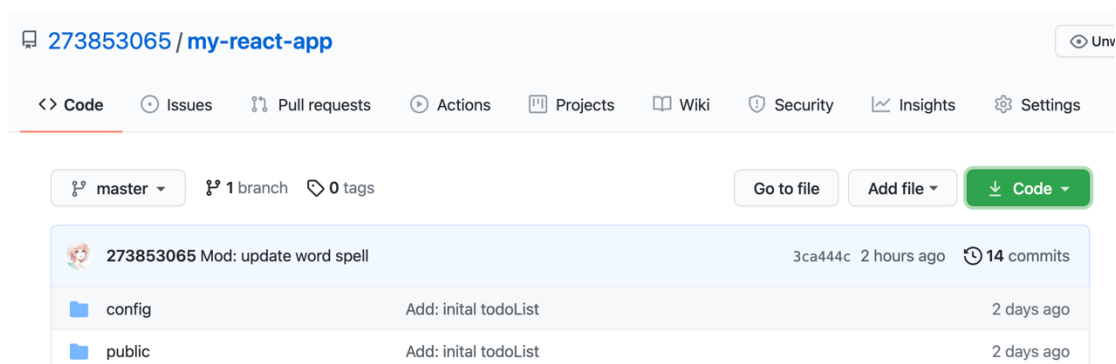 273853065 / my-react-app
Code Issues Pull requests Actions Projects Wiki Security Insights Settings
master 1 branch 0 tags Go to file Add file Code
273853065 Mod: update word spell 3ca444c 2 hours ago 14 commits
config Add: inital todoList 2 days ago
public Add: inital todoList 2 days ago